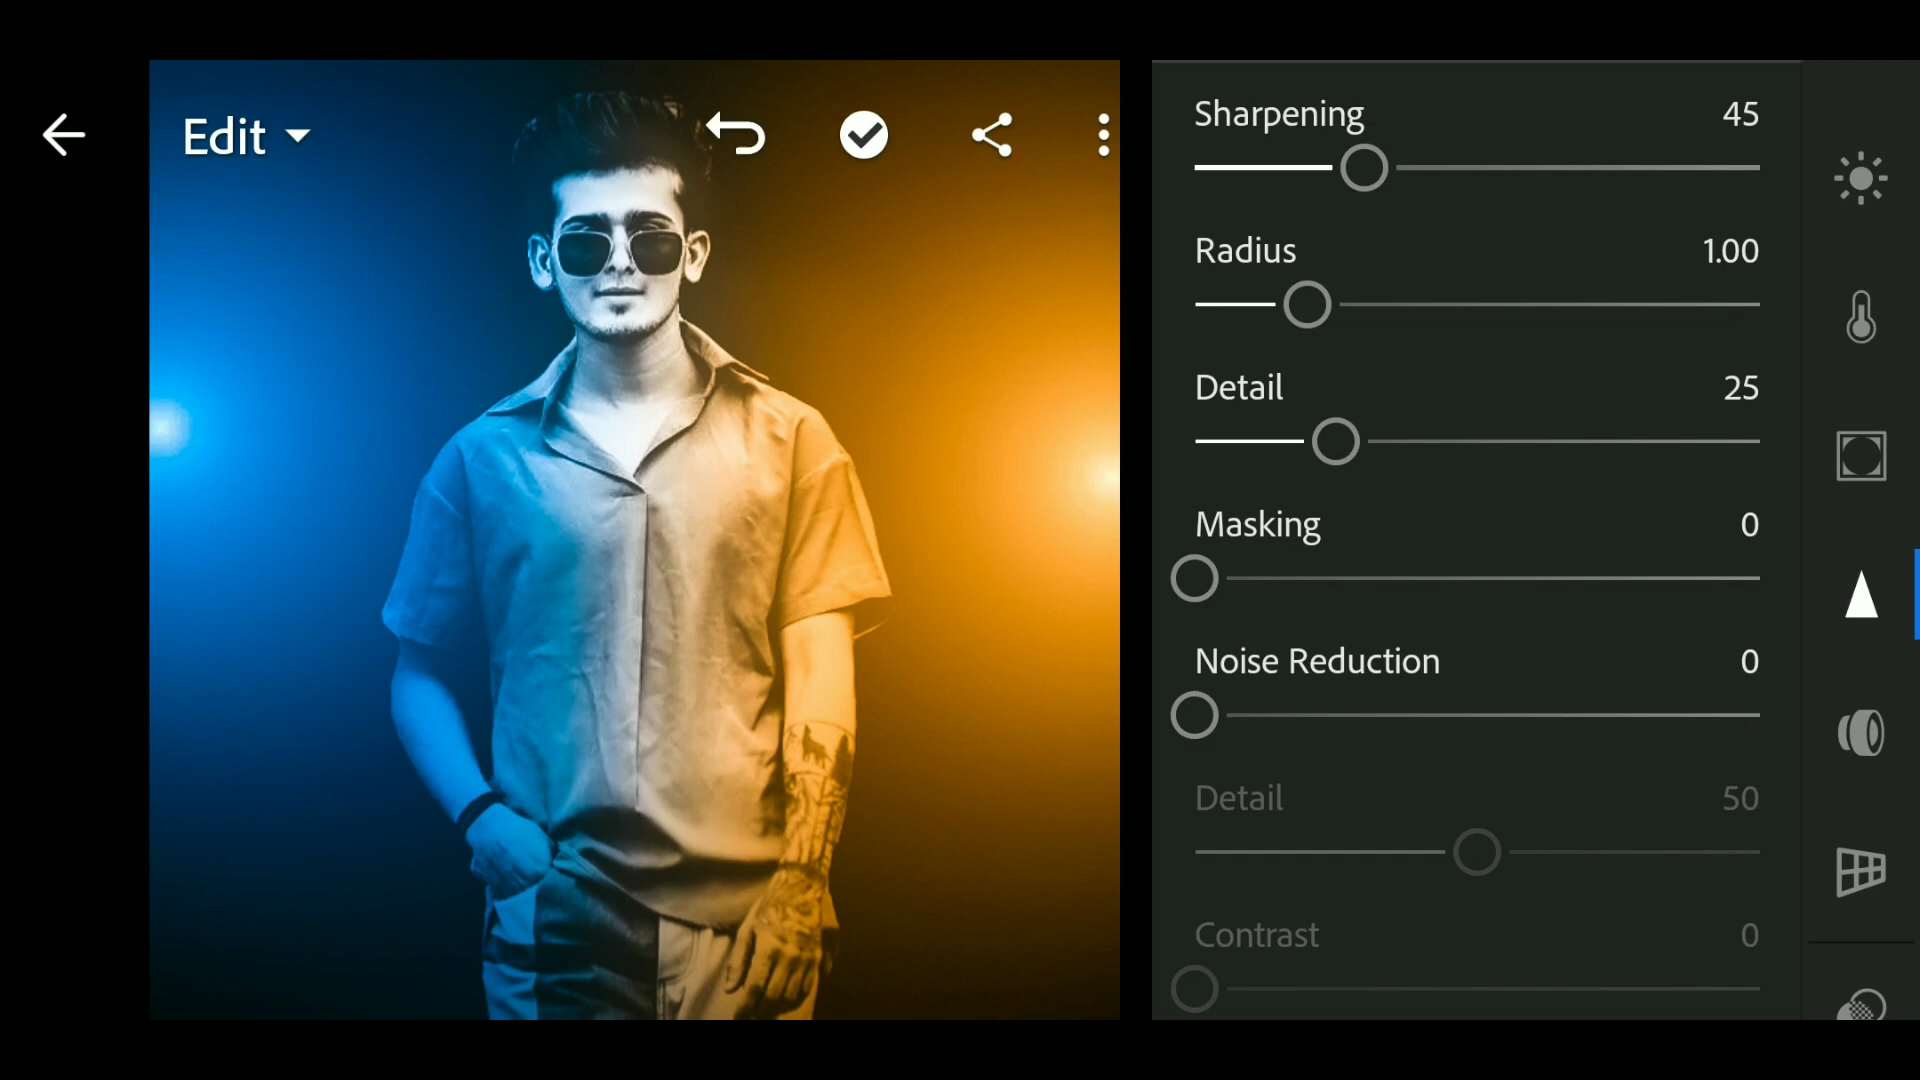 Edit
Sharpening 45
Radius 1.00
Detail 25
Masking 0
Noise Reduction 0
Detail 50
Contrast 0